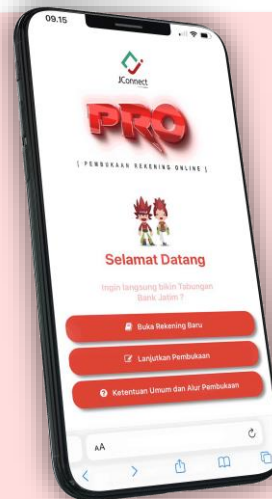 09.15
JConnect
PRO
[ PEMBUKAAN REKENING ONLINE ]
Selamat Datang
Ingin langsung bikin Tabungan
Bank Jatim ?
Buka Rekening Baru
Lanjutkan Pembukaan
Ketentuan Umum dan Alur Pembukaan
AA